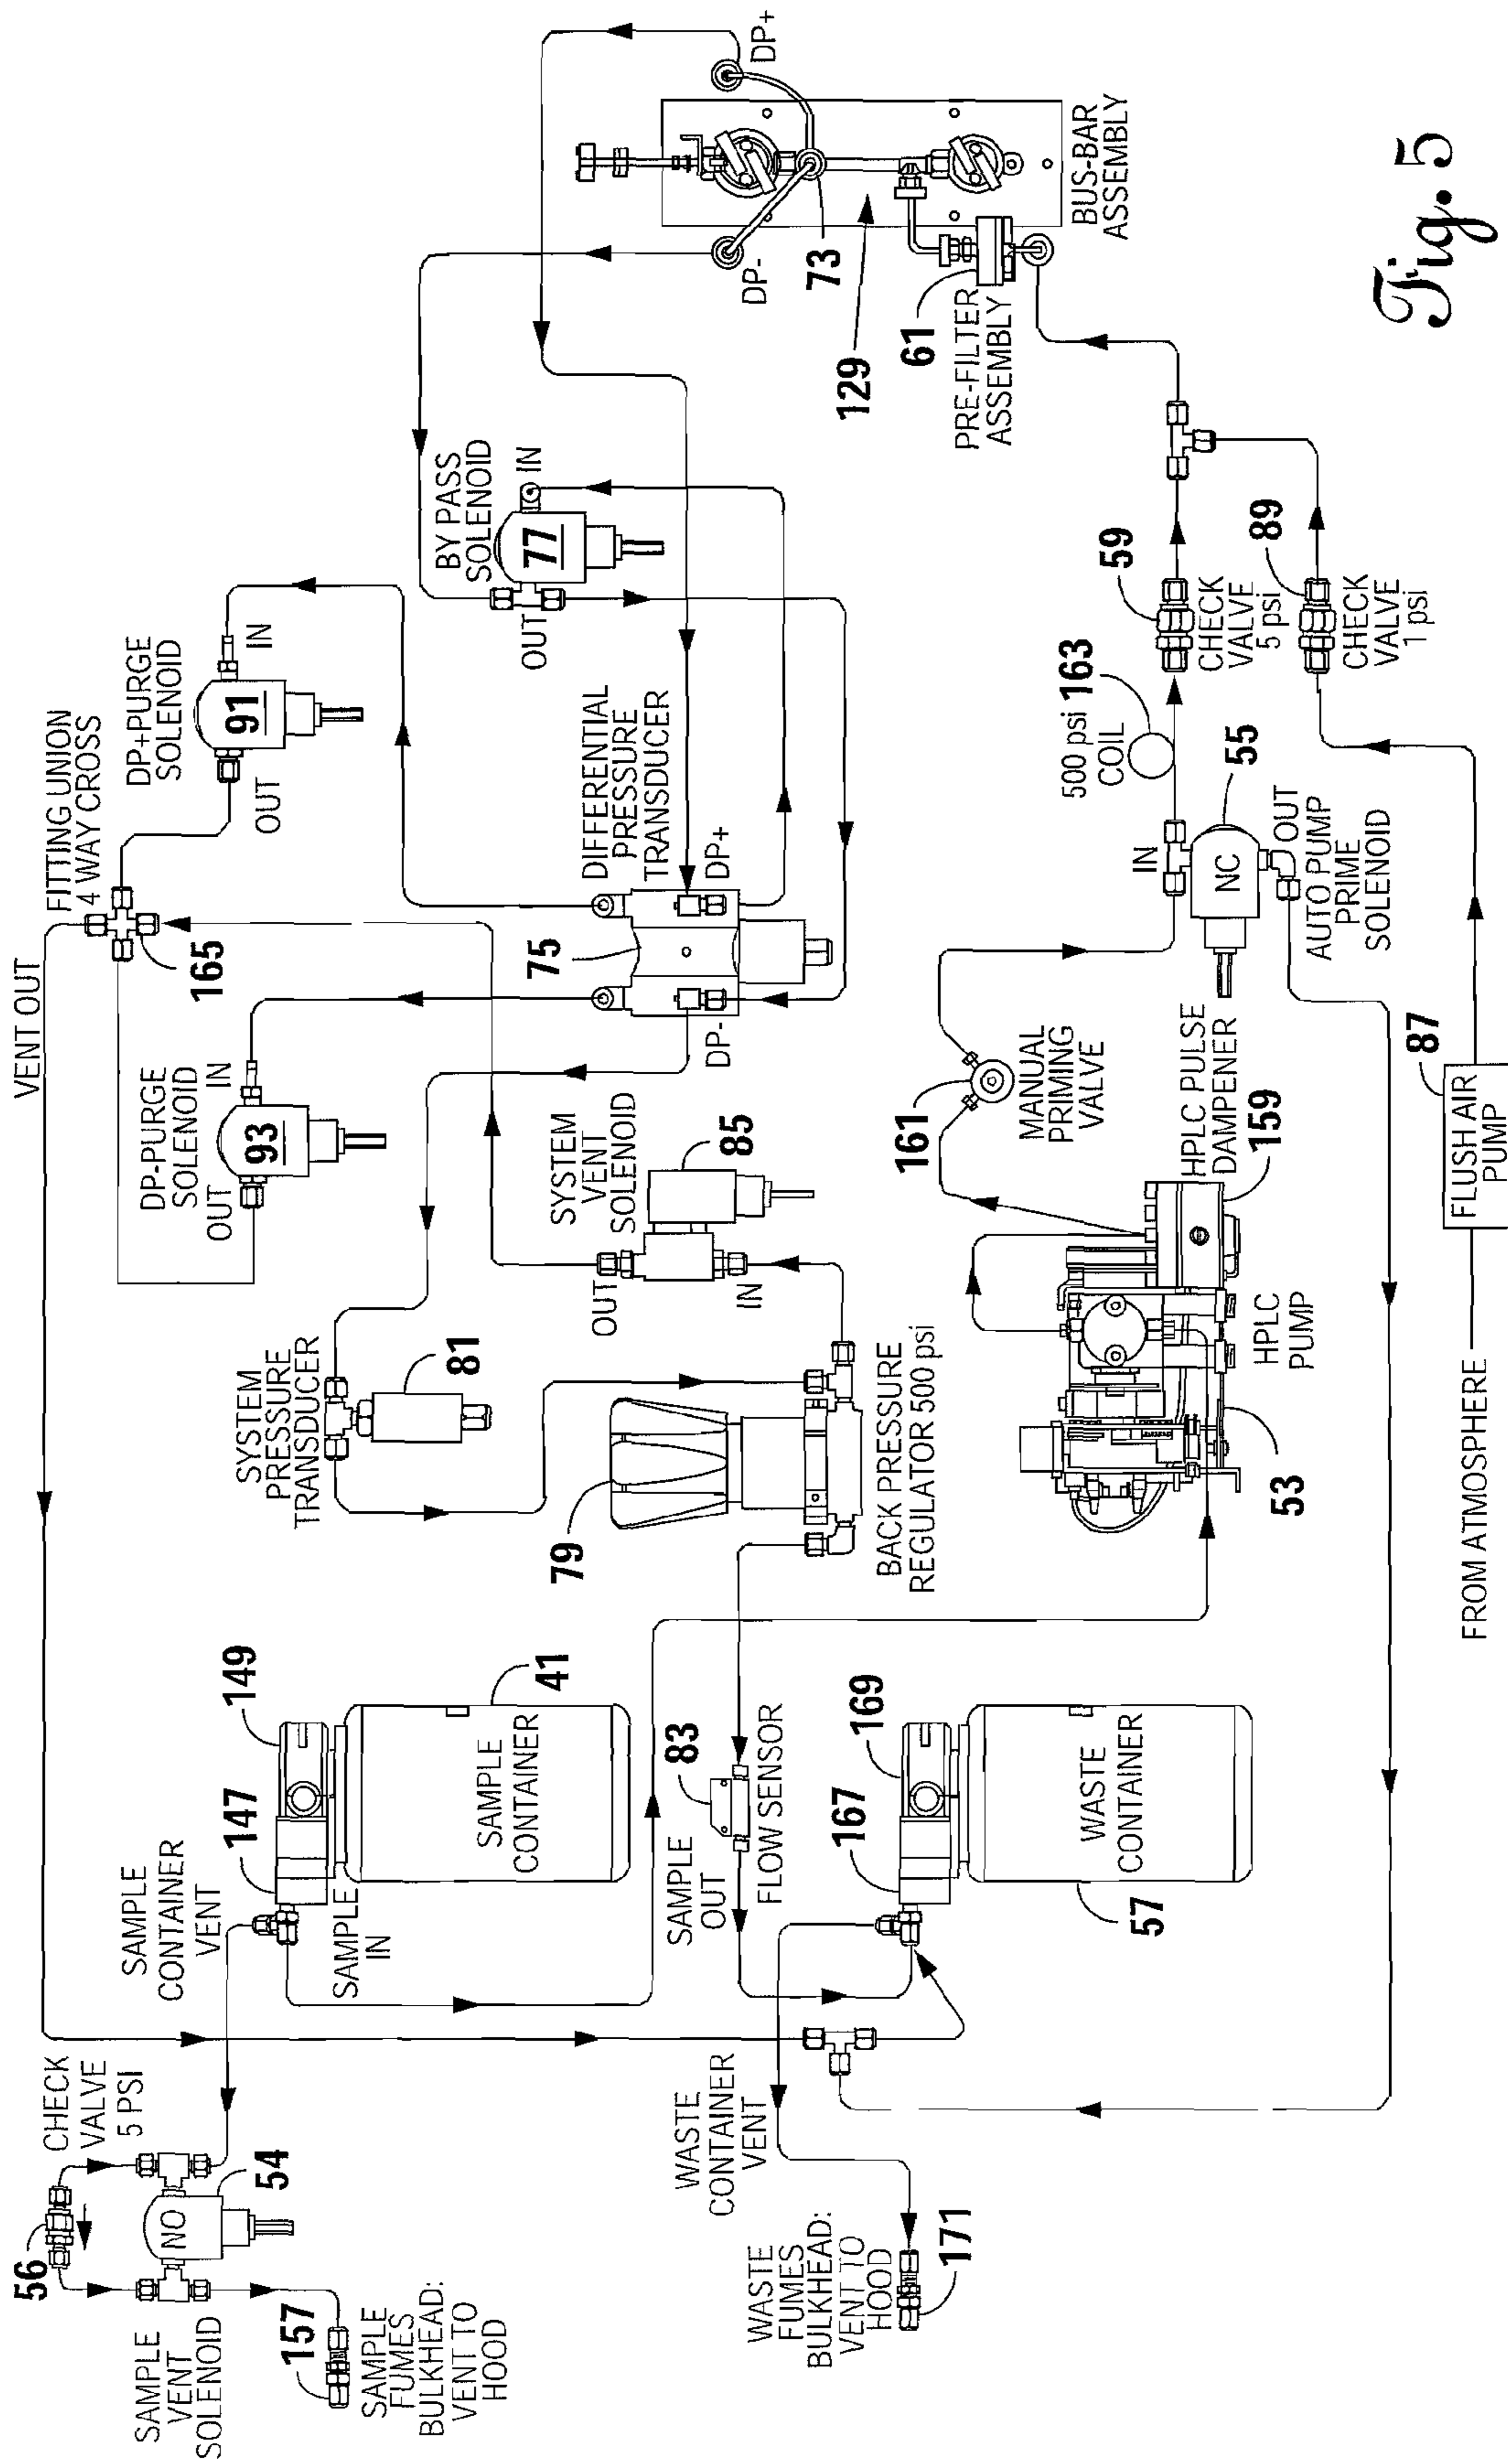 CHECK
VALVE
5 PSI
56
NO
54
SAMPLE
VENT
SOLENOID
157
SAMPLE
FUMES
BULKHEAD:
VENT TO
HOOD
SAMPLE
CONTAINER
VENT
147
149
SAMPLE
IN
SAMPLE
CONTAINER
41
VENT OUT
FITTING UNION
4 WAY CROSS
165
DP-PURGE
SOLENOID
OUT
IN
93
DP+PURGE
SOLENOID
91
IN
OUT
SYSTEM
PRESSURE
TRANSDUCER
81
79
BACK PRESSURE
REGULATOR 500 psi
SYSTEM
VENT
SOLENOID
85
OUT
IN
DIFFERENTIAL
PRESSURE
TRANSDUCER
75
DP-
DP+
BY PASS
SOLENOID
77
IN
OUT
DP-
DP+
73
129
61
PRE-FILTER
ASSEMBLY
BUS-BAR
ASSEMBLY
SAMPLE
OUT
83
FLOW SENSOR
167
169
WASTE
CONTAINER
57
WASTE
CONTAINER
VENT
WASTE
FUMES
BULKHEAD:
VENT TO
HOOD
171
53
HPLC
PUMP
HPLC PULSE
DAMPENER
159
161
MANUAL
PRIMING
VALVE
IN
NC
55
OUT
AUTO PUMP
PRIME
SOLENOID
500 psi
COIL
163
59
CHECK
VALVE
5 psi
89
CHECK
VALVE
1 psi
FROM ATMOSPHERE
87
FLUSH AIR
PUMP
Fig. 5